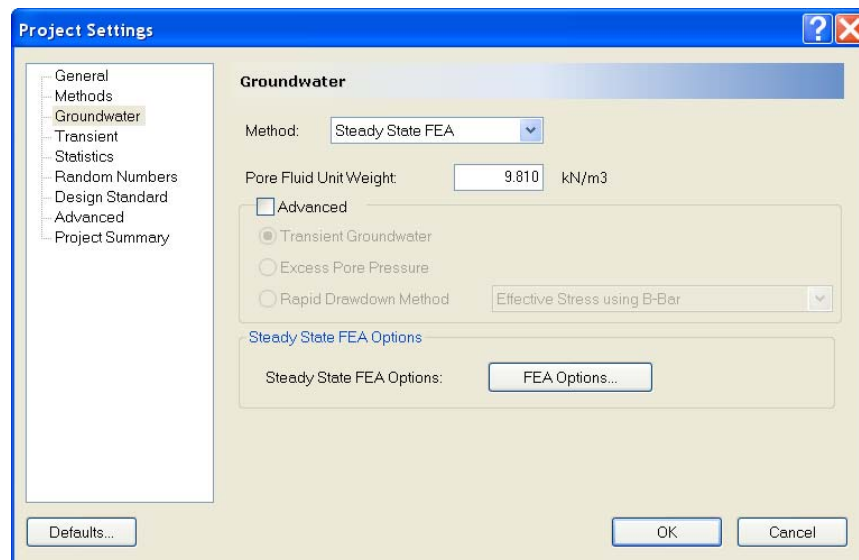 Project Settings
General
Methods
Groundwater
Transient
Statistics
Random Numbers
Design Standard
Advanced
Project Summary
Groundwater
Method: Steady State FEA
Pore Fluid Unit Weight: 9.810 kN/m3
Advanced
Transient Groundwater
Excess Pore Pressure
Rapid Drawdown Method Effective Stress using B-Bar
Steady State FEA Options
Steady State FEA Options: FEA Options...
Defaults... OK Cancel